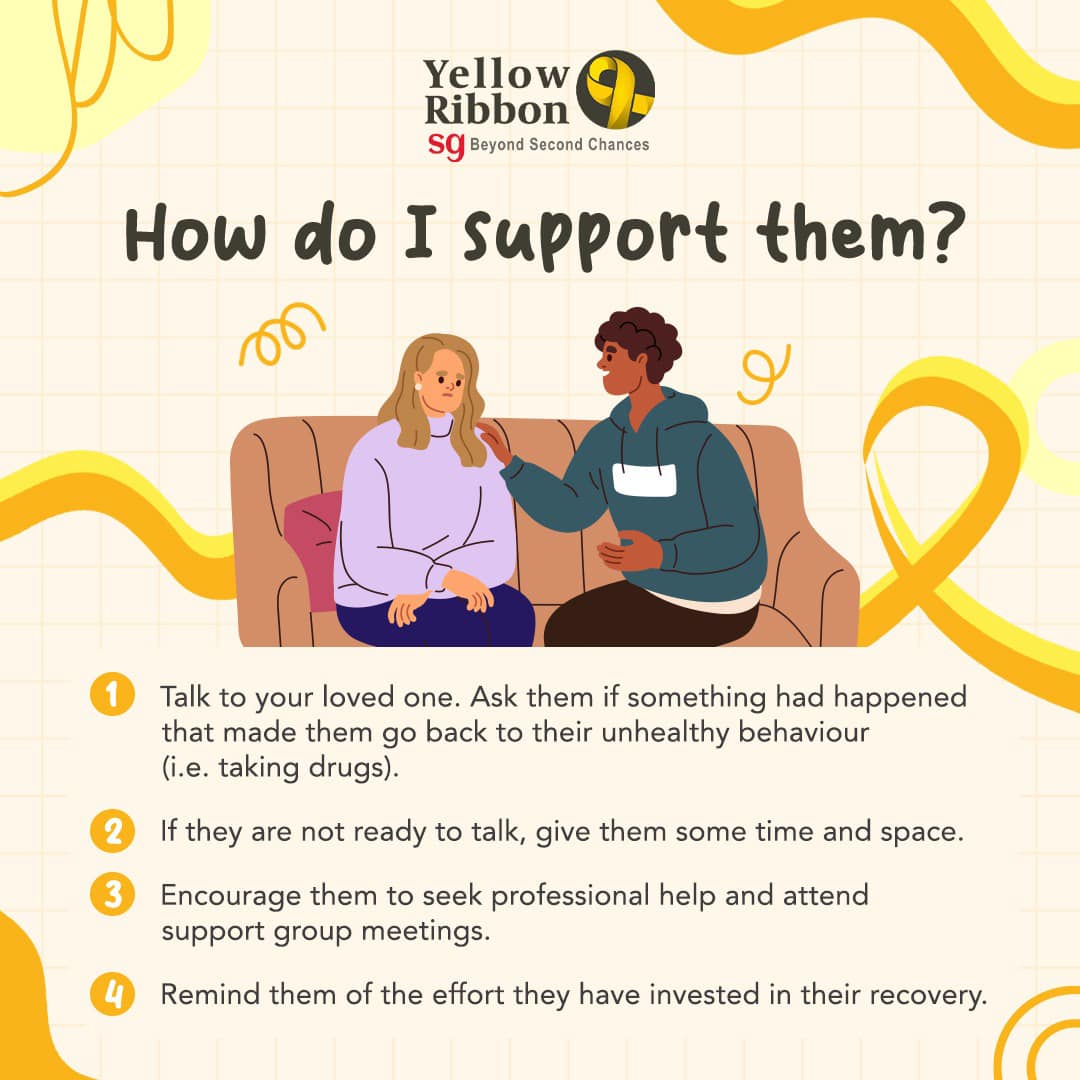 Yellow
Ribbon
sg Beyond Second Chances
How do I support them?
1 Talk to your loved one. Ask them if something had happened
that made them go back to their unhealthy behaviour
(i.e. taking drugs).
2 If they are not ready to talk, give them some time and space.
3 Encourage them to seek professional help and attend
support group meetings.
4 Remind them of the effort they have invested in their recovery.